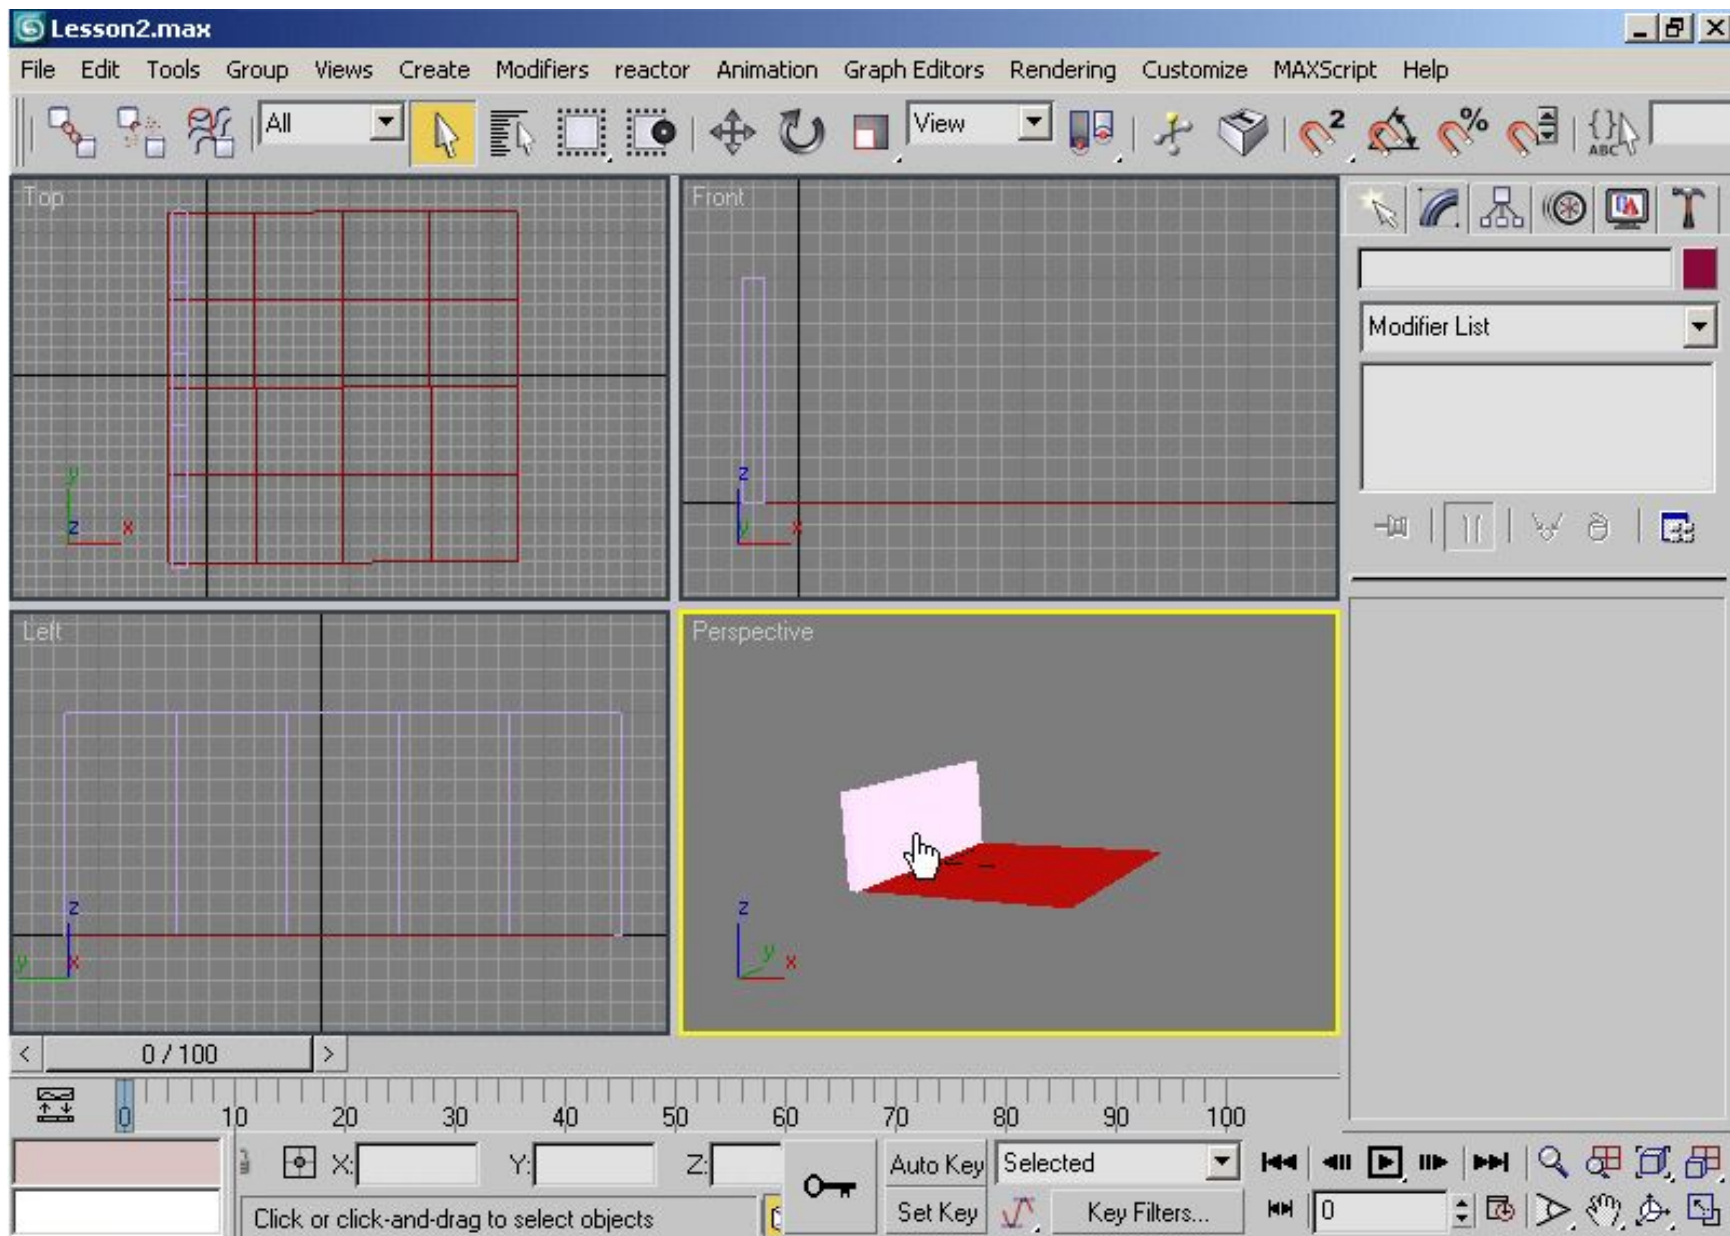 Lesson2.max
File Edit Tools Group Views Create Modifiers reactor Animation Graph Editors Rendering Customize MAXScript Help
All View 2 % {} ABC
Top Front
Modifier List
y z x
z y x
Left Perspective
z y x
z y x
< 0 / 100 >
0 10 20 30 40 50 60 70 80 90 100
X: Y: Z: Auto Key Selected
Click or click-and-drag to select objects Set Key Key Filters... 0